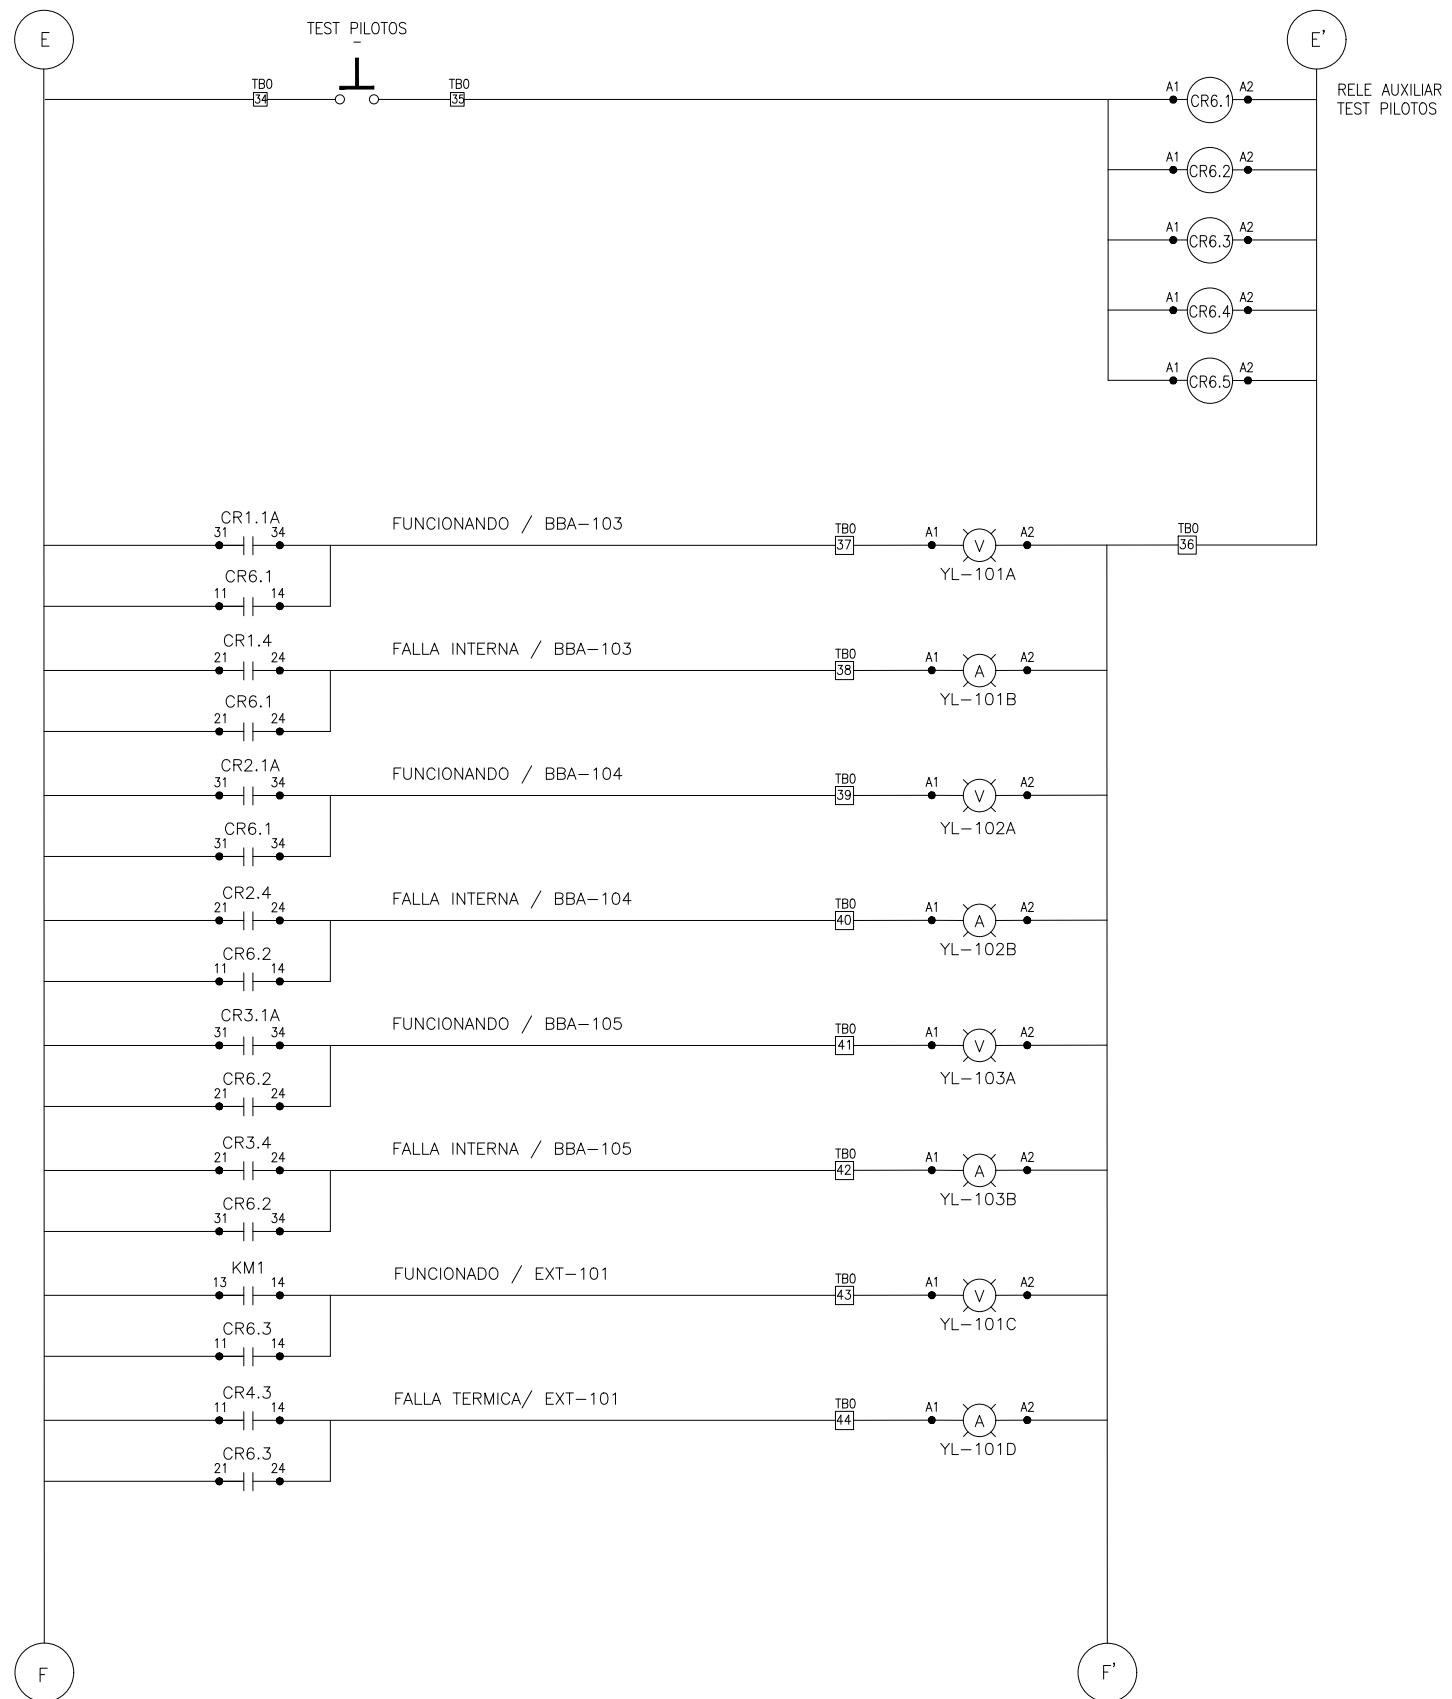 E
TEST PILOTOS
E'
TB0
34
TB0
35
A1
CR6.1
A2
RELE AUXILIAR
TEST PILOTOS
A1
CR6.2
A2
A1
CR6.3
A2
A1
CR6.4
A2
A1
CR6.5
A2
CR1.1A
31
34
FUNCIONANDO / BBA-103
TB0
37
A1
V
A2
YL-101A
TB0
36
CR6.1
11
14
CR1.4
21
24
FALLA INTERNA / BBA-103
TB0
38
A1
A
A2
YL-101B
CR6.1
21
24
CR2.1A
31
34
FUNCIONANDO / BBA-104
TB0
39
A1
V
A2
YL-102A
CR6.1
31
34
CR2.4
21
24
FALLA INTERNA / BBA-104
TB0
40
A1
A
A2
YL-102B
CR6.2
11
14
CR3.1A
31
34
FUNCIONANDO / BBA-105
TB0
41
A1
V
A2
YL-103A
CR6.2
21
24
CR3.4
21
24
FALLA INTERNA / BBA-105
TB0
42
A1
A
A2
YL-103B
CR6.2
31
34
KM1
13
14
FUNCIONADO / EXT-101
TB0
43
A1
V
A2
YL-101C
CR6.3
11
14
CR4.3
11
14
FALLA TERMICA/ EXT-101
TB0
44
A1
A
A2
YL-101D
CR6.3
21
24
F
F'